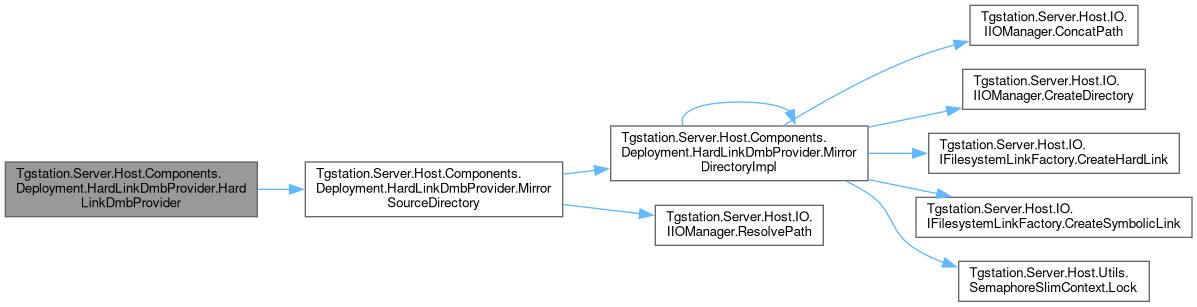 Tgstation.Server.Host.Components.
Deployment.HardLinkDmbProvider.Hard
LinkDmbProvider
Tgstation.Server.Host.Components.
Deployment.HardLinkDmbProvider.Mirror
SourceDirectory
Tgstation.Server.Host.Components.
Deployment.HardLinkDmbProvider.Mirror
DirectoryImpl
Tgstation.Server.Host.IO.
IIOManager.ResolvePath
Tgstation.Server.Host.IO.
IIOManager.ConcatPath
Tgstation.Server.Host.IO.
IIOManager.CreateDirectory
Tgstation.Server.Host.IO.
IFilesystemLinkFactory.CreateHardLink
Tgstation.Server.Host.IO.
IFilesystemLinkFactory.CreateSymbolicLink
Tgstation.Server.Host.Utils.
SemaphoreSlimContext.Lock